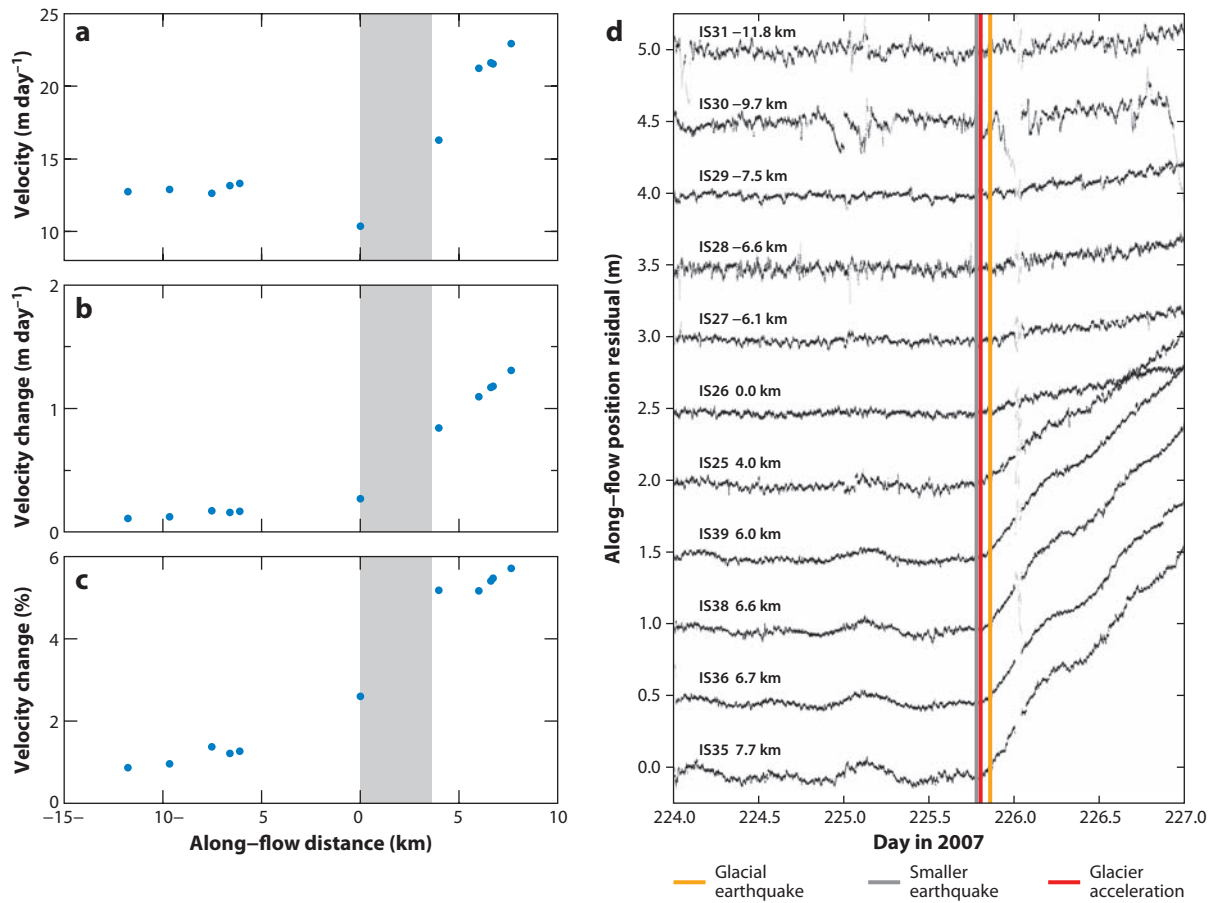 a
25
20
15
10
Velocity (m day⁻¹)
b
2
1
0
Velocity change (m day⁻¹)
c
6
4
2
0
Velocity change (%)
−15− 10− 5 0 5 10
Along–flow distance (km)
d
5.0
4.5
4.0
3.5
3.0
2.5
2.0
1.5
1.0
0.5
0.0
Along–flow position residual (m)
IS31 −11.8 km
IS30 −9.7 km
IS29 −7.5 km
IS28 −6.6 km
IS27 −6.1 km
IS26 0.0 km
IS25 4.0 km
IS39 6.0 km
IS38 6.6 km
IS36 6.7 km
IS35 7.7 km
224.0 224.5 225.0 225.5 226.0 226.5 227.0
Day in 2007
Glacial
earthquake
Smaller
earthquake
Glacier
acceleration